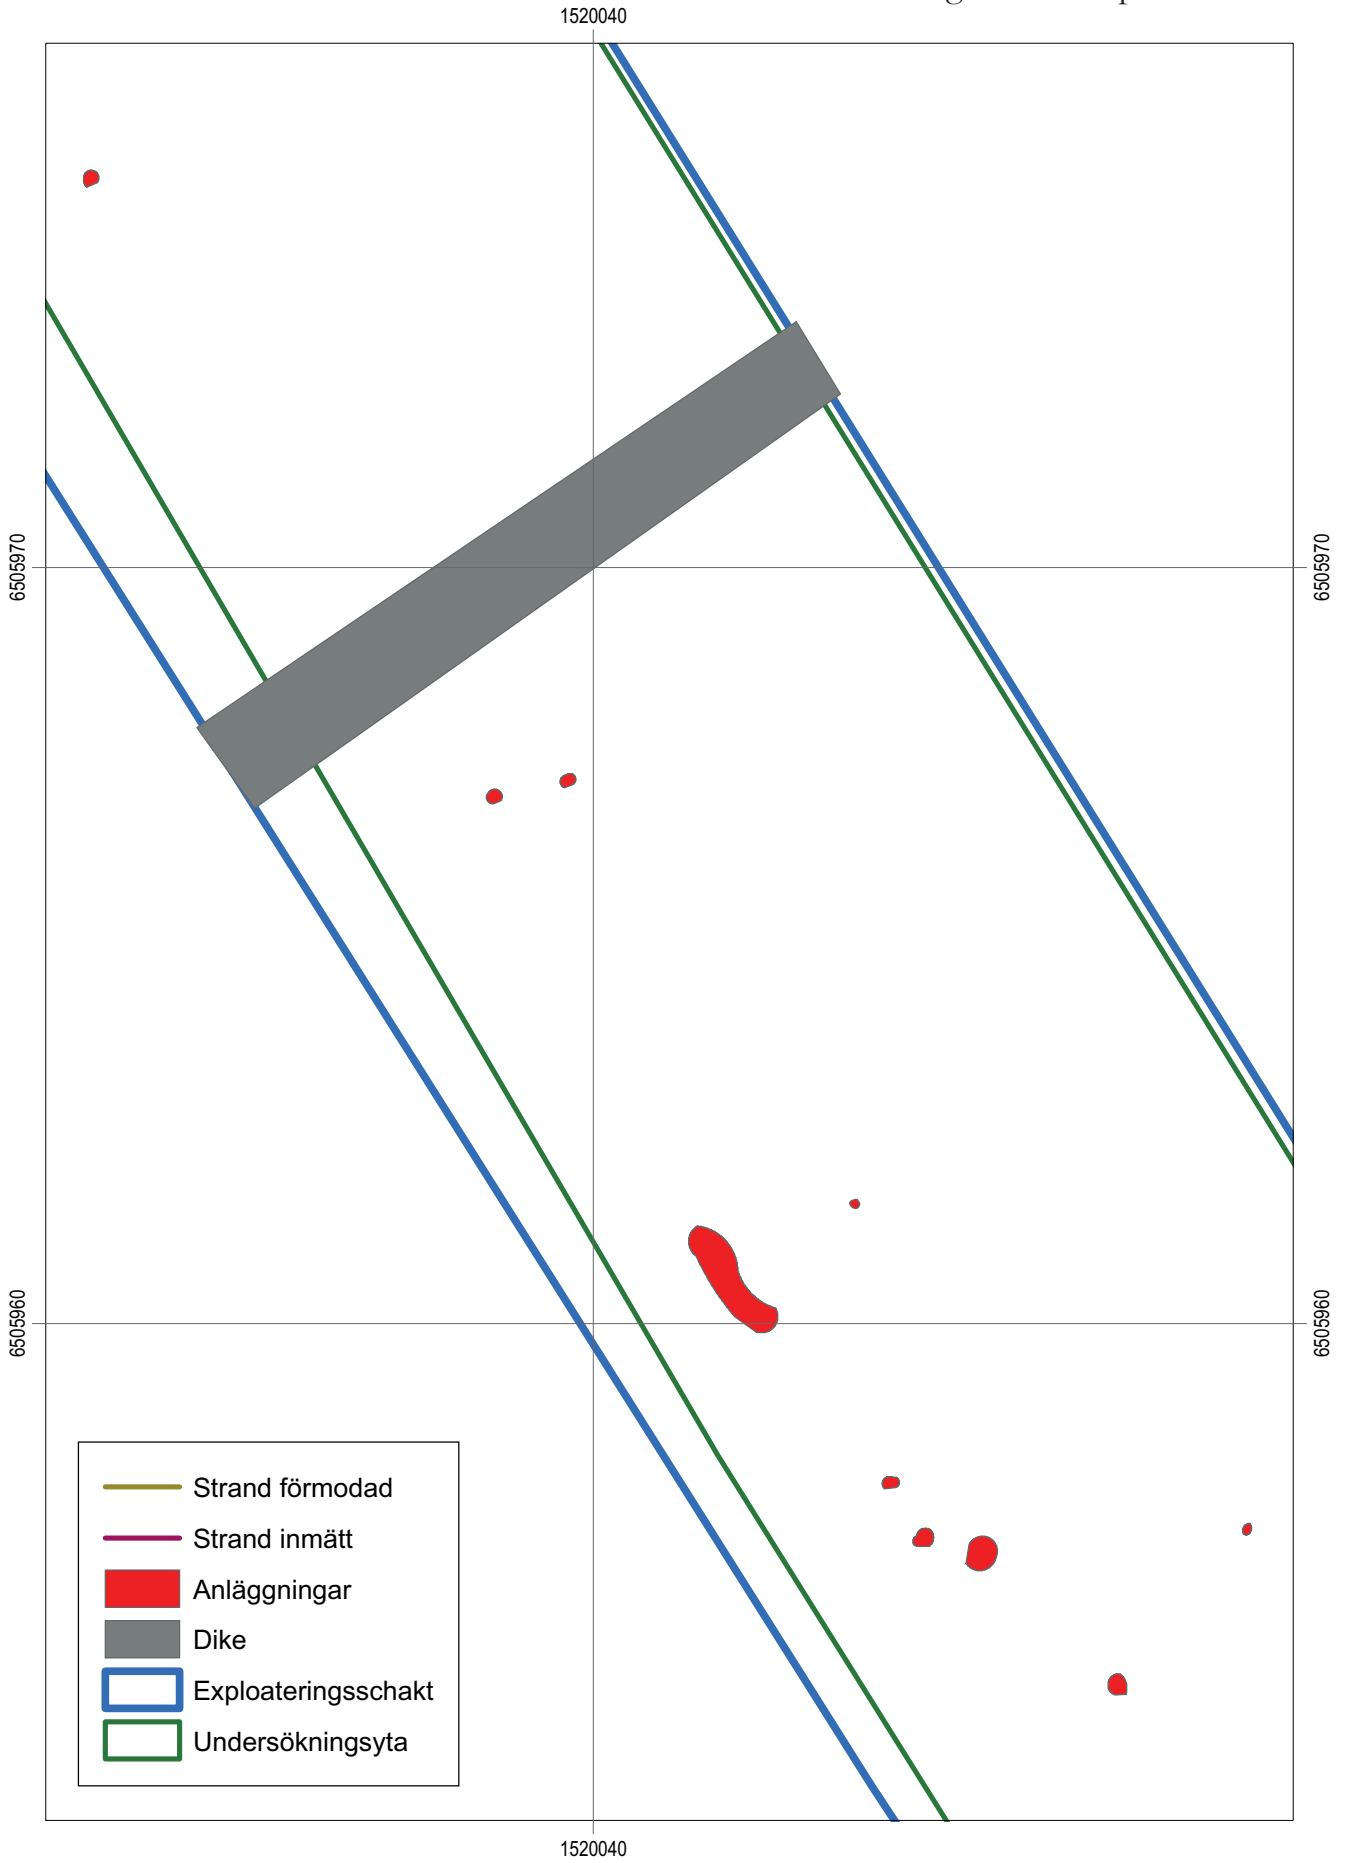 1520040
6505970
6505970
6505960
6505960
Strand förmodad
Strand inmätt
Anläggningar
Dike
Exploateringsschakt
Undersökningsyta
1520040